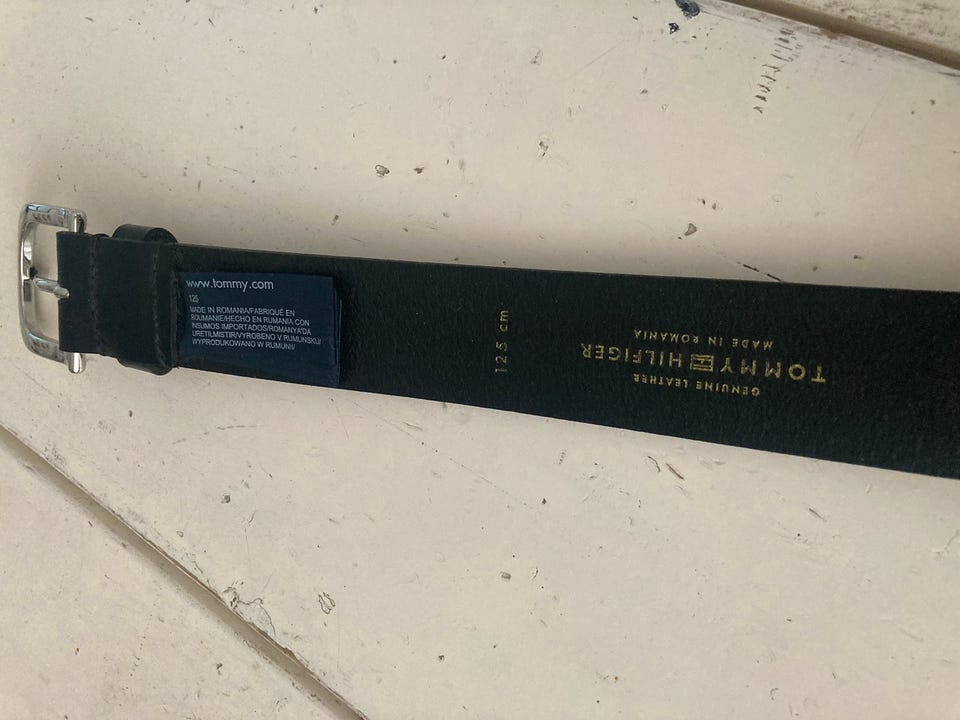 www.tommy.com
125
MADE IN ROMANIA/FABRIQUÉ EN
ROUMANIE/HECHO EN RUMANIA CON
INSUMOS IMPORTADOS/ROMANYA'DA
URETILMISTIR/VYROBENO V RUMUNSKU/
WYPRODUKOWANO W RUMUNII/
125 cm
GENUINE LEATHER
TOMMY HILFIGER
MADE IN ROMANIA